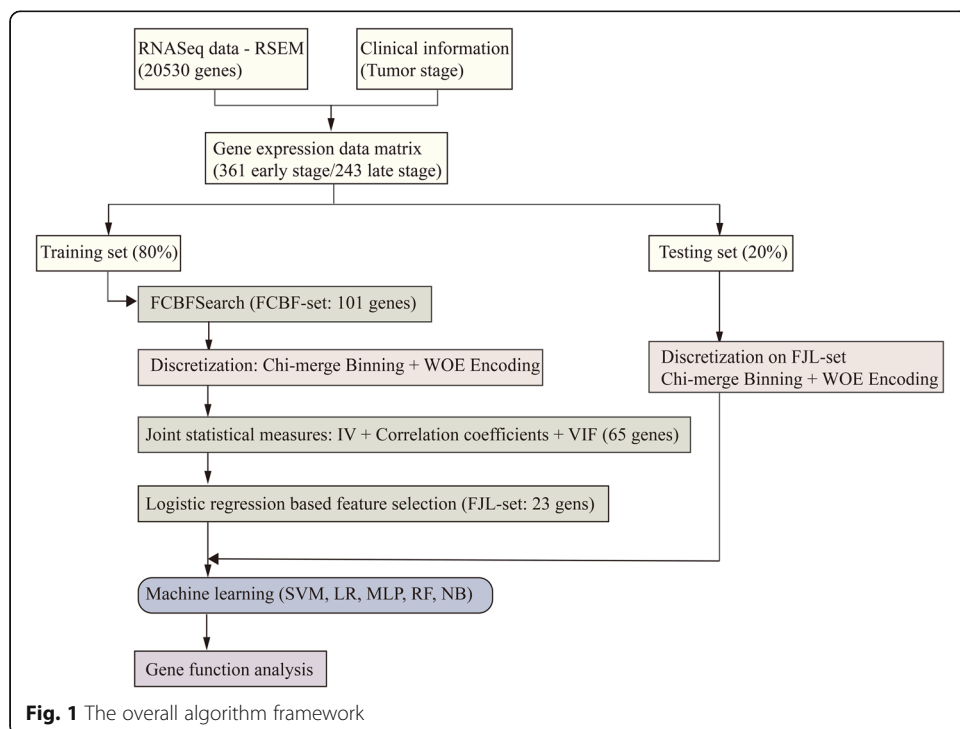 RNASeq data - RSEM
(20530 genes)
Clinical information
(Tumor stage)
Gene expression data matrix
(361 early stage/243 late stage)
Training set (80%)
Testing set (20%)
FCBFSearch (FCBF-set: 101 genes)
Discretization: Chi-merge Binning + WOE Encoding
Discretization on FJL-set
Chi-merge Binning + WOE Encoding
Joint statistical measures: IV + Correlation coefficients + VIF (65 genes)
Logistic regression based feature selection (FJL-set: 23 gens)
Machine learning (SVM, LR, MLP, RF, NB)
Gene function analysis
Fig. 1 The overall algorithm framework